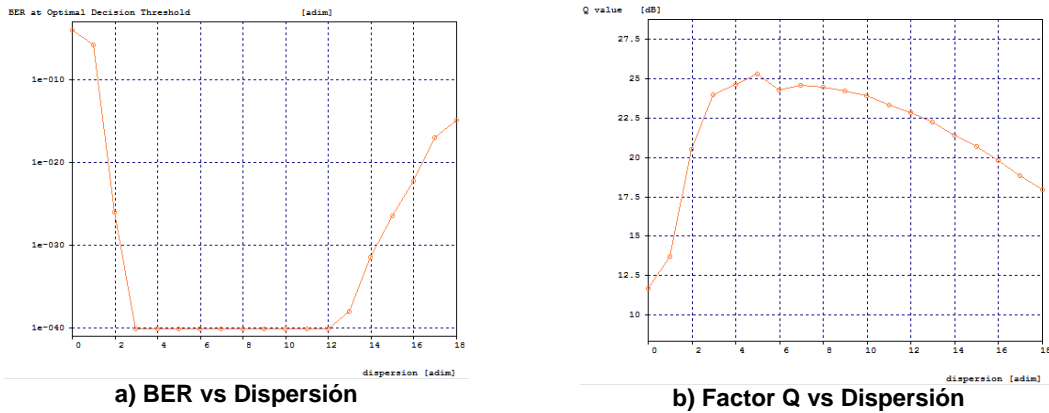 BER at Optimal Decision Threshold [adim]
1e-010
1e-020
1e-030
1e-040
0 2 4 6 8 10 12 14 16 18
dispersion [adim]
a) BER vs Dispersión
Q value [dB]
27.5
25
22.5
20
17.5
15
12.5
10
0 2 4 6 8 10 12 14 16 18
dispersion [adim]
b) Factor Q vs Dispersión